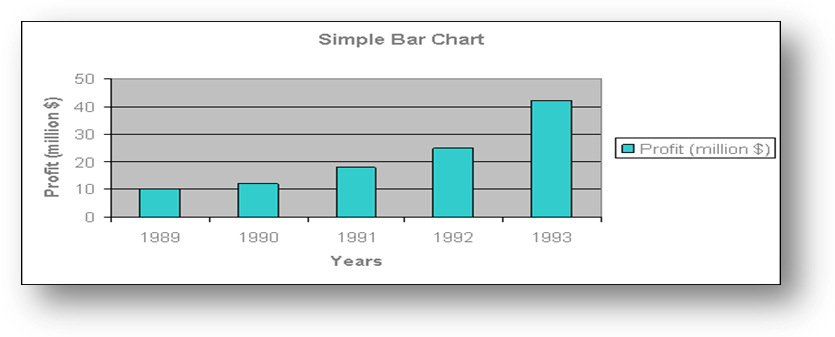 Simple Bar Chart
Profit (million $)
50
40
30
20
10
0
1989 1990 1991 1992 1993
Years
Profit (million $)